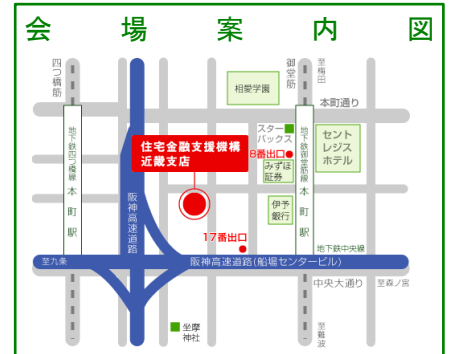 会場案内図
四つ橋筋
御堂筋
至梅田
相愛学園
本町通り
スター
バックス
セント
レジス
ホテル
住宅金融支援機構
近畿支店
8番出口
みずほ
証券
地下鉄四つ橋線
本町駅
阪神高速道路
地下鉄御堂筋線
本町駅
伊予
銀行
17番出口
地下鉄中央線
至九条
阪神高速道路(船場センタービル)
中央大通り
至森ノ宮
坐摩
神社
至難波